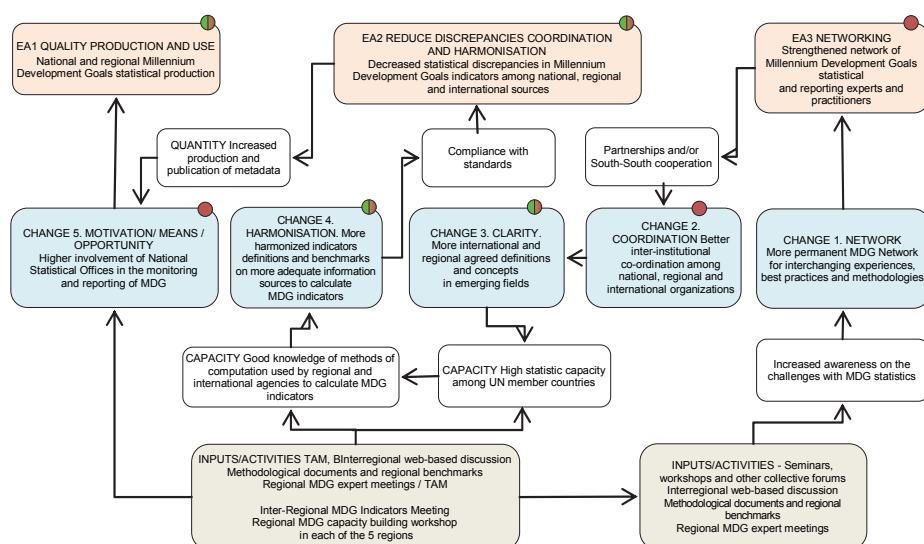 EA1 QUALITY PRODUCTION AND USE
National and regional Millennium
Development Goals statistical production
EA2 REDUCE DISCREPANCIES COORDINATION
AND HARMONISATION
Decreased statistical discrepancies in Millennium
Development Goals indicators among national, regional
and international sources
EA3 NETWORKING
Strengthened network of
Millennium Development Goals
statistical
and reporting experts and
practitioners
QUANTITY Increased
production and
publication of metadata
Compliance with
standards
Partnerships and/or
South-South cooperation
CHANGE 5. MOTIVATION/ MEANS /
OPPORTUNITY
Higher involvement of National
Statistical Offices in the monitoring
and reporting of MDG
CHANGE 4.
HARMONISATION. More
harmonized indicators
definitions and benchmarks
on more adequate information
sources to calculate
MDG indicators
CHANGE 3. CLARITY.
More international and
regional agreed definitions
and concepts
in emerging fields
CHANGE 2.
COORDINATION Better
inter-institutional
co-ordination among
national, regional and
international organizations
CHANGE 1. NETWORK
More permanent MDG Network
for interchanging experiences,
best practices and methodologies
CAPACITY Good knowledge of methods of
computation used by regional and
international agencies to calculate MDG
indicators
CAPACITY High statistic capacity
among UN member countries
Increased awareness on the
challenges with MDG statistics
INPUTS/ACTIVITIES TAM, BInterregional web-based discussion
Methodological documents and regional benchmarks
Regional MDG expert meetings / TAM
Inter-Regional MDG Indicators Meeting
Regional MDG capacity building workshop
in each of the 5 regions
INPUTS/ACTIVITIES - Seminars,
workshops and other collective forums
Interregional web-based discussion
Methodological documents and regional
benchmarks
Regional MDG expert meetings